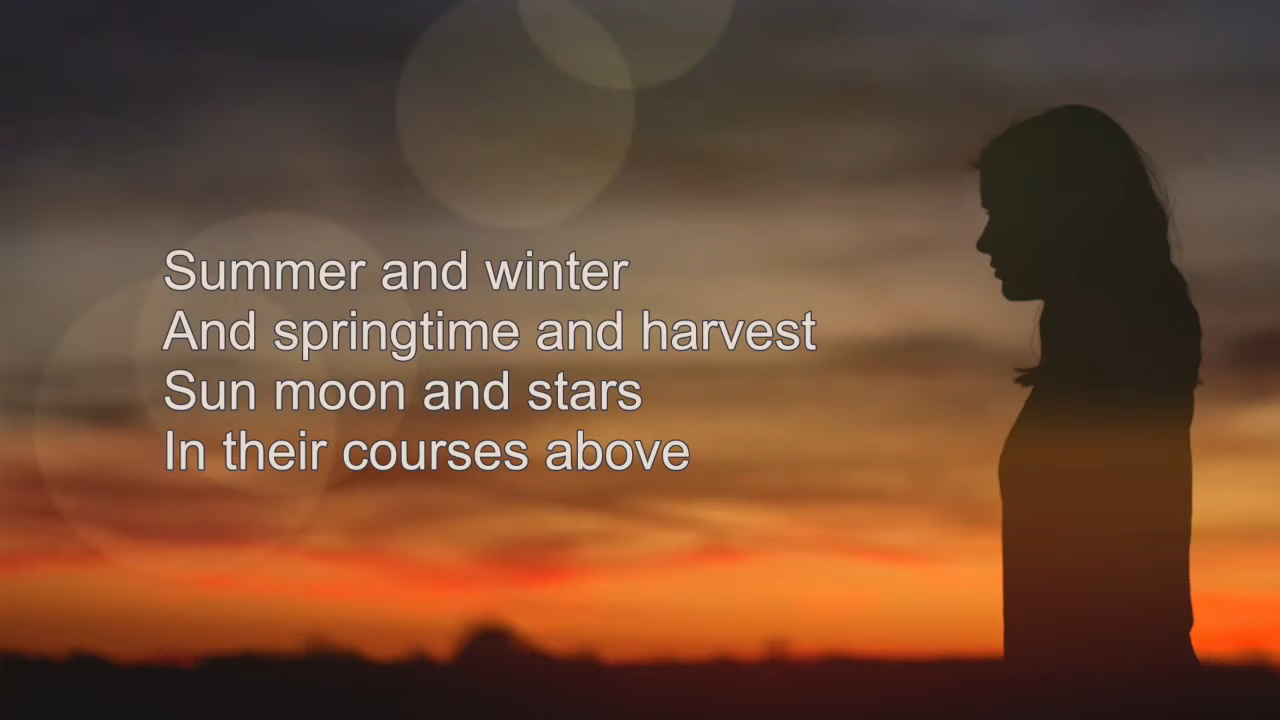 Summer and winter
And springtime and harvest
Sun moon and stars
In their courses above